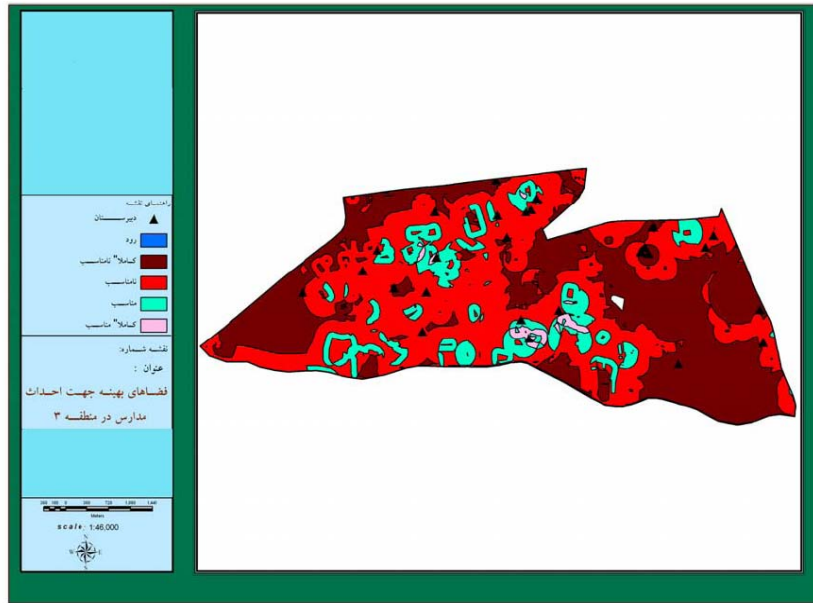 راهنمای نقشه
دبیرستان
رود
کاملا" نامناسب
نامناسب
مناسب
کاملا" مناسب
نقشه شماره:
عنوان :
فضاهای بهینه جهت احداث
مدارس در منطقه ۳
Meters
scale: 1:46,000
N
W E
S